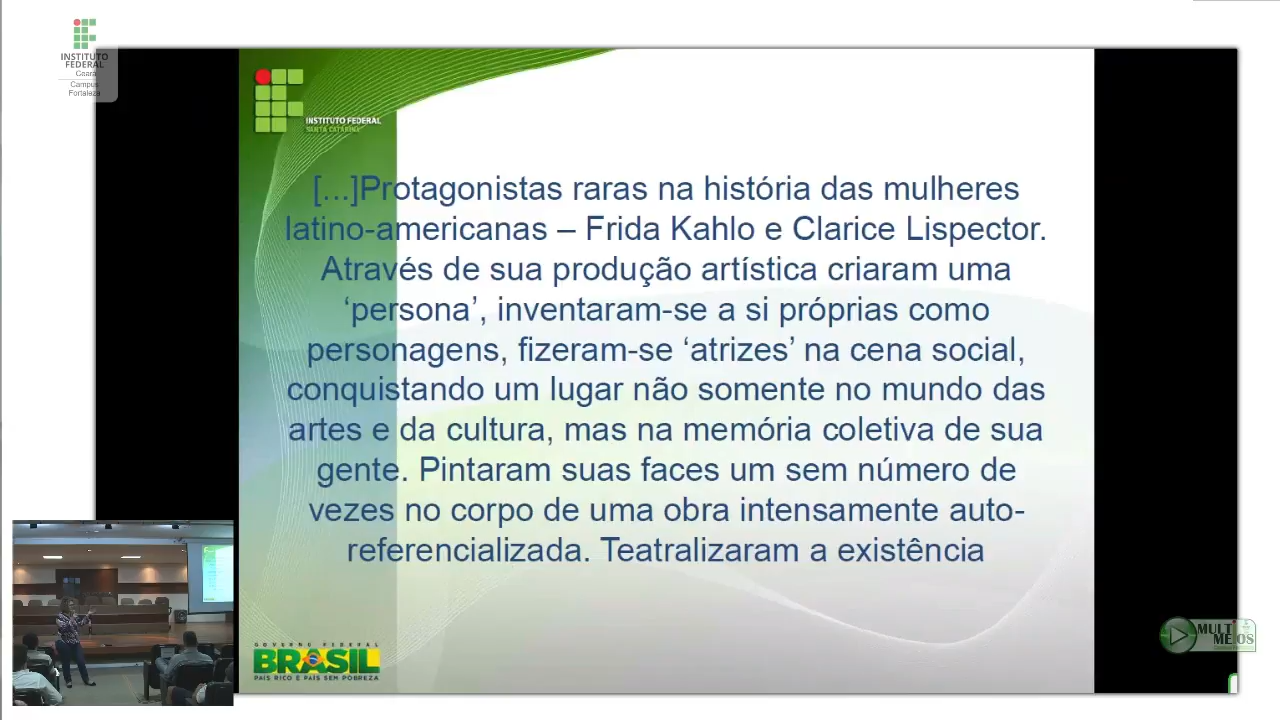 INSTITUTO
FEDERAL
Ceará
Campus
Fortaleza
INSTITUTO FEDERAL
SANTA CATARINA
[...]Protagonistas raras na história das mulheres
latino-americanas – Frida Kahlo e Clarice Lispector.
Através de sua produção artística criaram uma
‘persona’, inventaram-se a si próprias como
personagens, fizeram-se ‘atrizes’ na cena social,
conquistando um lugar não somente no mundo das
artes e da cultura, mas na memória coletiva de sua
gente. Pintaram suas faces um sem número de
vezes no corpo de uma obra intensamente auto-
referencializada. Teatralizaram a existência
GOVERNO FEDERAL
BRASIL
PAÍS RICO É PAÍS SEM POBREZA
MULTI
MEIOS